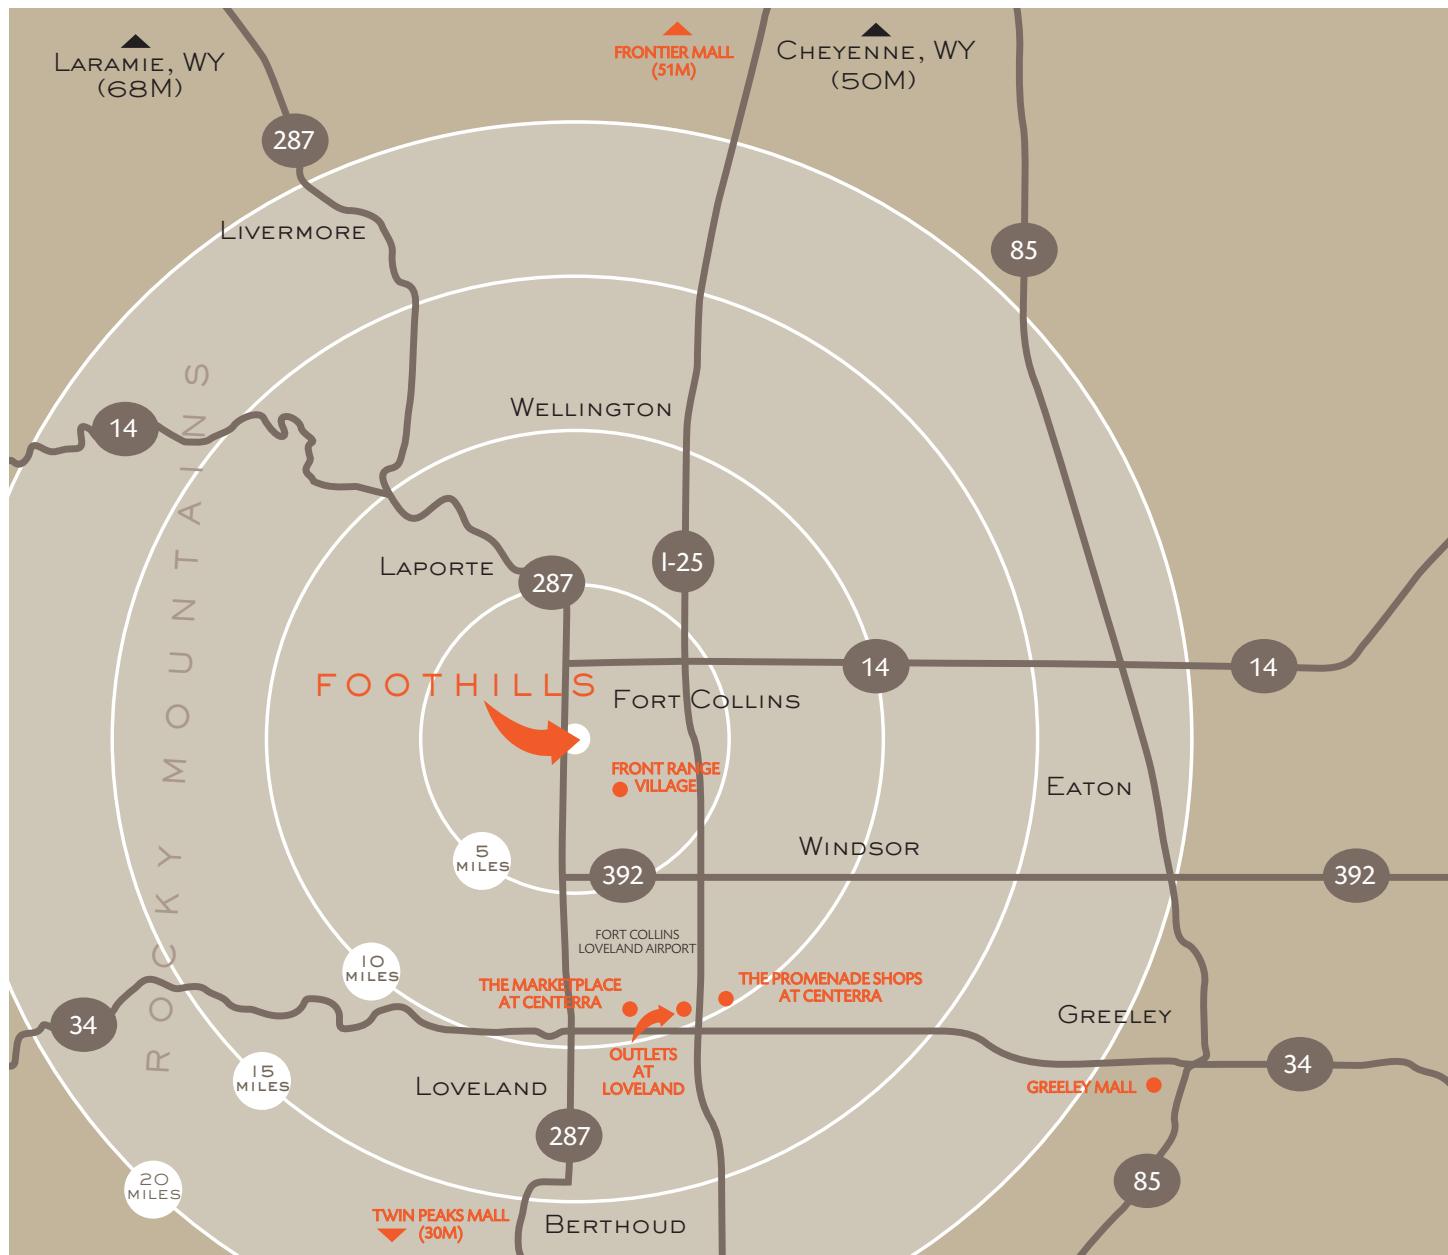 LARAMIE, WY
(68M)
FRONTIER MALL
(51M)
CHEYENNE, WY
(50M)
287
LIVERMORE
85
14
WELLINGTON
ROCKY MOUNTAINS
LAPORTE
287
I-25
14
14
FOOTHILLS
FORT COLLINS
FRONT RANGE
VILLAGE
EATON
5
MILES
392
WINDSOR
392
FORT COLLINS
LOVELAND AIRPORT
10
MILES
THE MARKETPLACE
AT CENTERRA
THE PROMENADE SHOPS
AT CENTERRA
34
GREELEY
OUTLETS
AT
LOVELAND
34
15
MILES
LOVELAND
GREELEY MALL
287
20
MILES
85
TWIN PEAKS MALL
(30M)
BERTHOUD